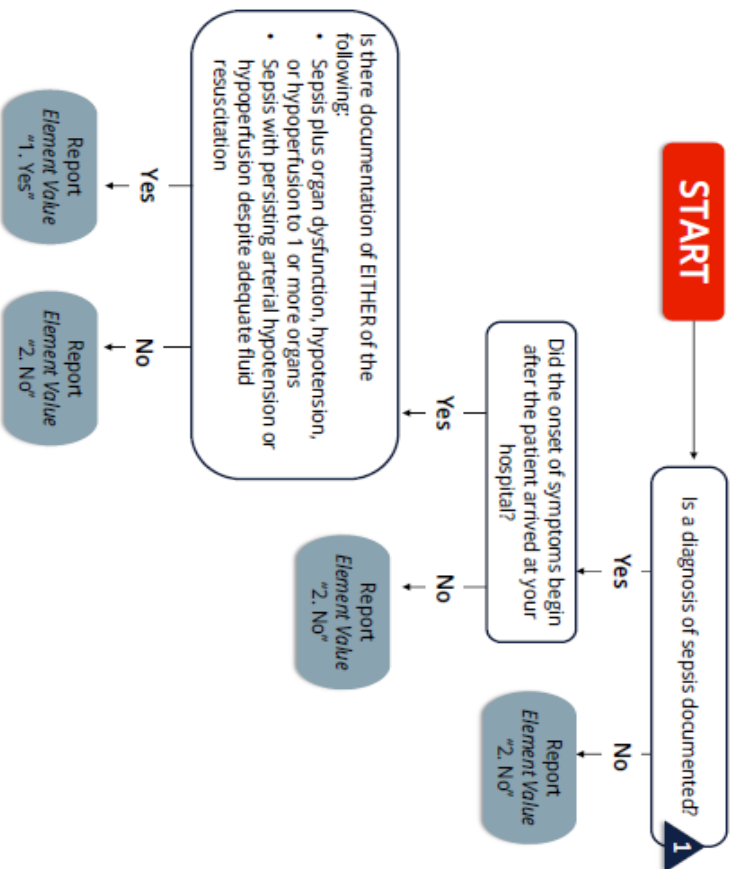 START
Is a diagnosis of sepsis documented?
1
Yes
No
Did the onset of symptoms begin
after the patient arrived at your
hospital?
Report
Element Value
"2. No"
Yes
No
Is there documentation of EITHER of the
following:
• Sepsis plus organ dysfunction, hypotension,
or hypoperfusion to 1 or more organs
• Sepsis with persisting arterial hypotension or
hypoperfusion despite adequate fluid
resuscitation
Report
Element Value
"2. No"
Yes
No
Report
Element Value
"1. Yes"
Report
Element Value
"2. No"